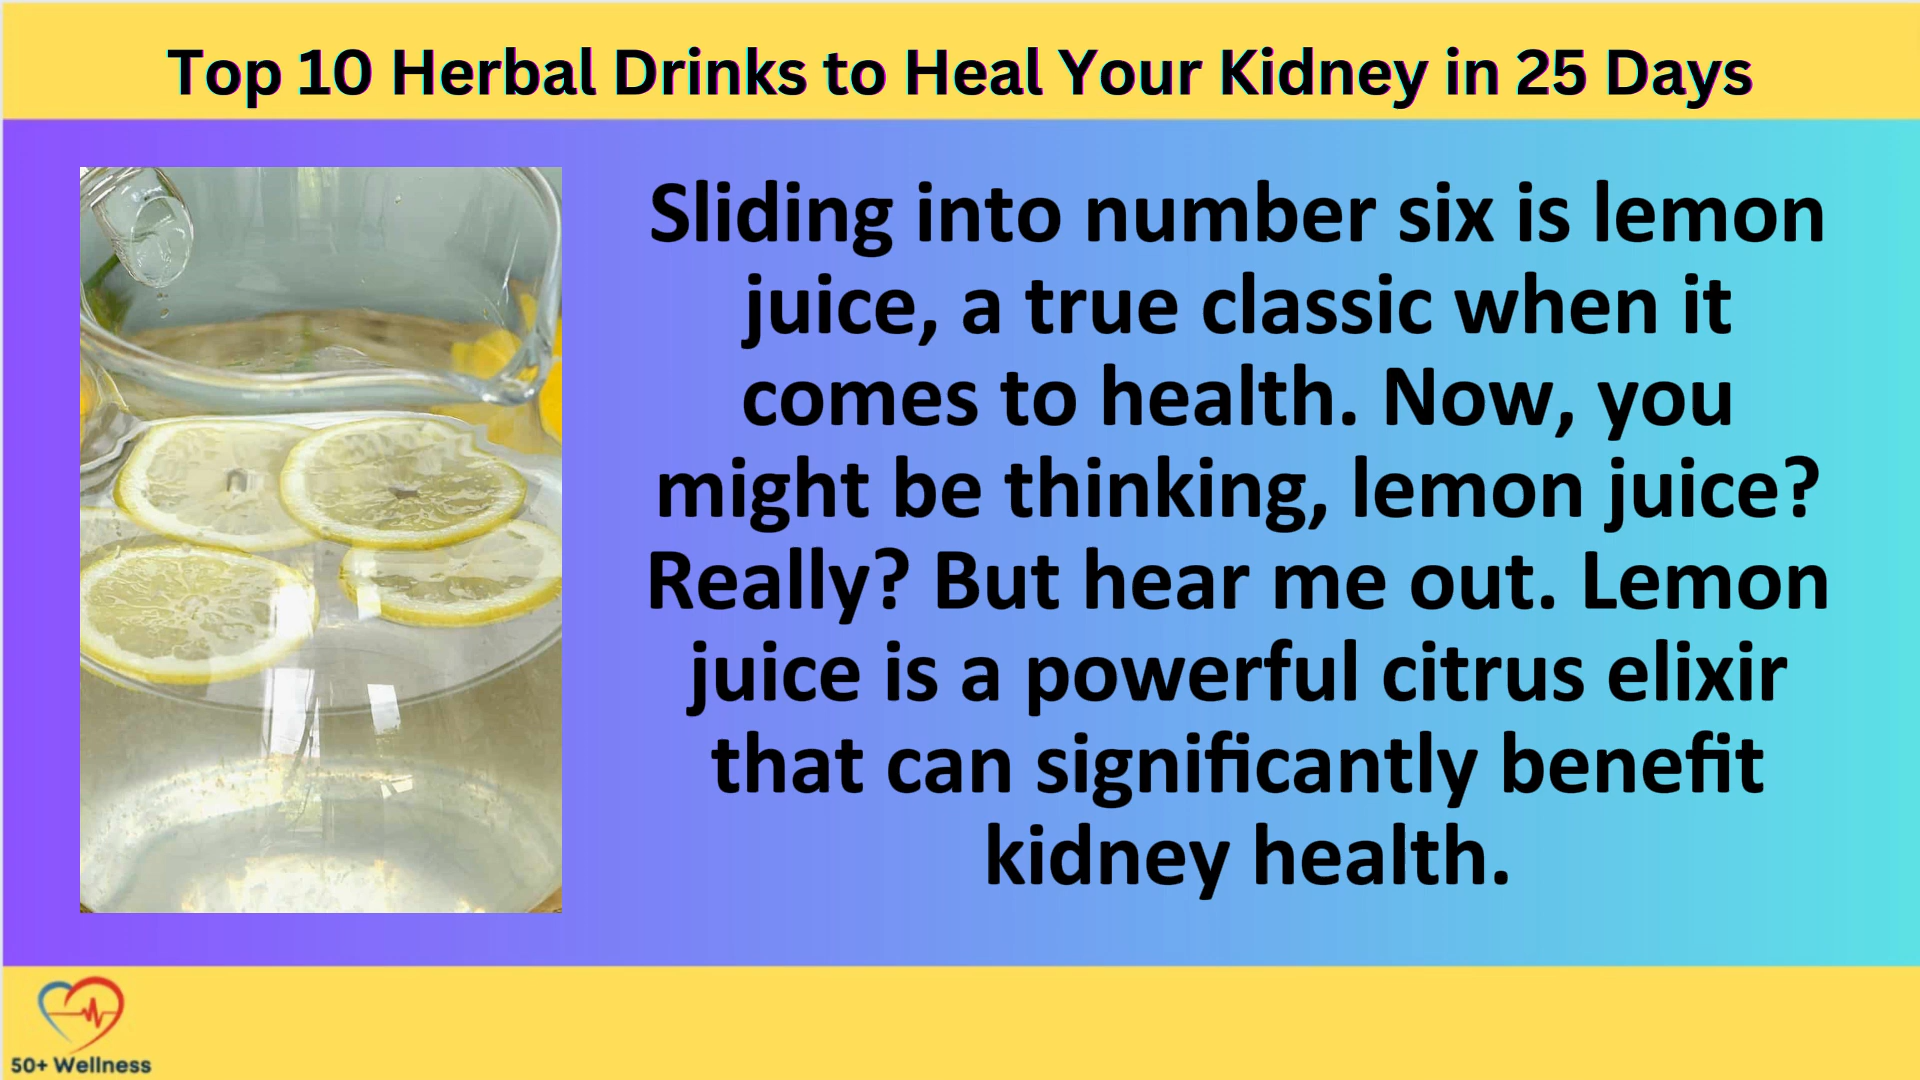 Top 10 Herbal Drinks to Heal Your Kidney in 25 Days
Sliding into number six is lemon
juice, a true classic when it
comes to health. Now, you
might be thinking, lemon juice?
Really? But hear me out. Lemon
juice is a powerful citrus elixir
that can significantly benefit
kidney health.
50+ Wellness